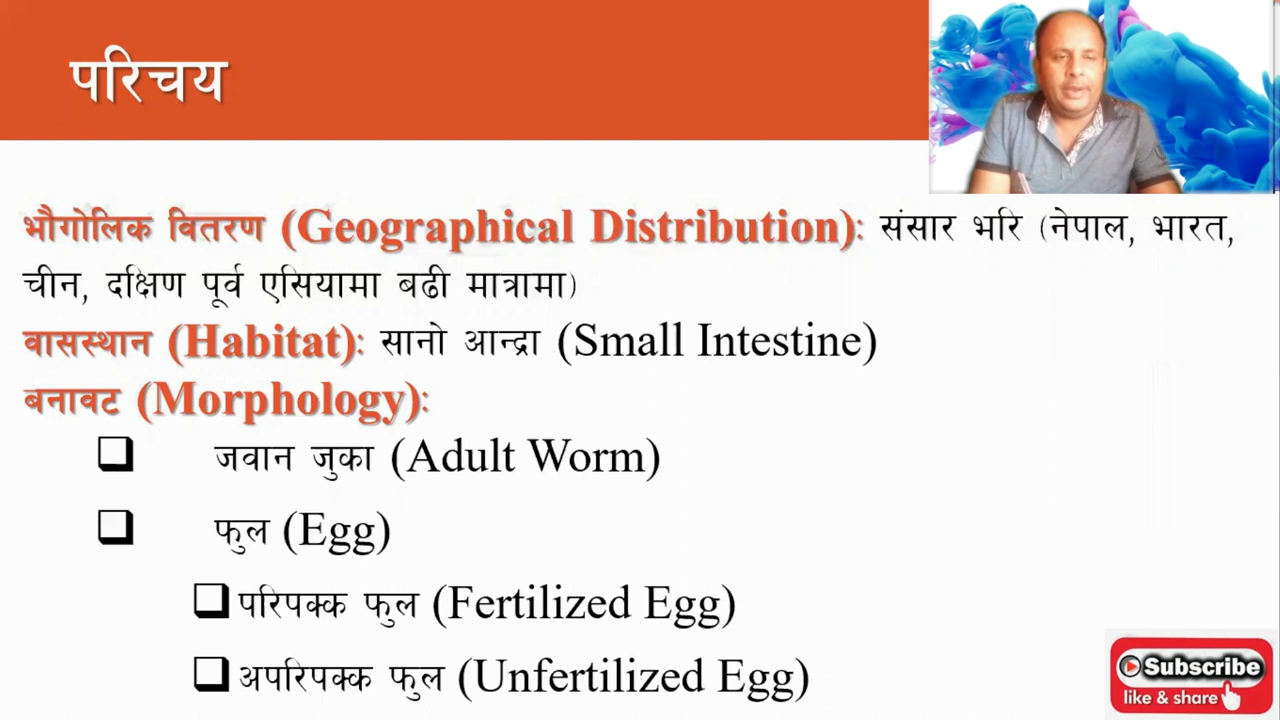 परिचय
भौगोलिक वितरण (Geographical Distribution): संसार भरि (नेपाल, भारत,
चीन, दक्षिण पूर्व एसियामा बढी मात्रामा)
वासस्थान (Habitat): सानो आन्द्रा (Small Intestine)
बनावट (Morphology):
जवान जुका (Adult Worm)
फुल (Egg)
परिपक्क फुल (Fertilized Egg)
अपरिपक्क फुल (Unfertilized Egg)
Subscribe
like & share